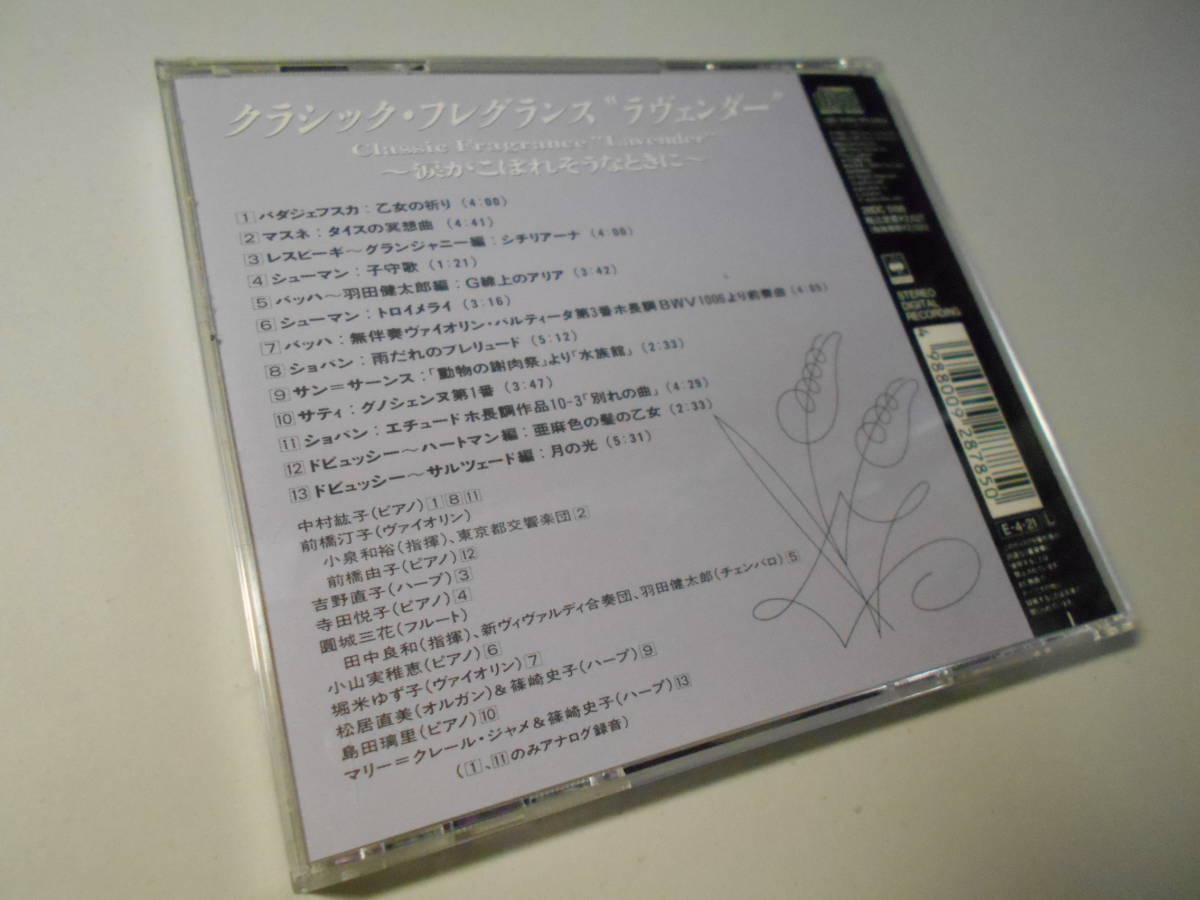 クラシック・フレグランス“ラヴェンダー”
Classic Fragrance "Lavender"
〜涙がこぼれそうなときに〜
1 バダジェフスカ：乙女の祈り（4:00）
2 マスネ：タイスの冥想曲（4:41）
3 レスピーギ〜グランジャニー編：シチリアーナ（4:00）
4 シューマン：子守歌（1:21）
5 バッハ〜羽田健太郎編：G線上のアリア（3:42）
6 シューマン：トロイメライ（3:16）
7 バッハ：無伴奏ヴァイオリン・パルティータ第3番ホ長調BWV1006より前奏曲（4:05）
8 ショパン：雨だれのプレリュード（5:12）
9 サン＝サーンス：「動物の謝肉祭」より「水族館」（2:33）
10 サティ：グノシェンヌ第1番（3:47）
11 ショパン：エチュードホ長調作品10-3「別れの曲」（4:29）
12 ドビュッシー〜ハートマン編：亜麻色の髪の乙女（2:33）
13 ドビュッシー〜サルツェード編：月の光（5:31）
中村紘子（ピアノ）1 8 11
前橋汀子（ヴァイオリン）
小泉和裕（指揮）、東京都交響楽団 2
前橋由子（ピアノ）12
吉野直子（ハープ）3
寺田悦子（ピアノ）4
圓城三花（フルート）
田中良和（指揮）、新ヴィヴァルディ合奏団、羽田健太郎（チェンバロ）5
小山実稚恵（ピアノ）6
堀米ゆず子（ヴァイオリン）7
松居直美（オルガン）＆篠崎史子（ハープ）9
島田璃里（ピアノ）10
マリー＝クレール・ジャメ＆篠崎史子（ハープ）13
（1、11のみアナログ録音）
STEREO
DIGITAL
RECORDING
4 988009 287850
E-4-21 L